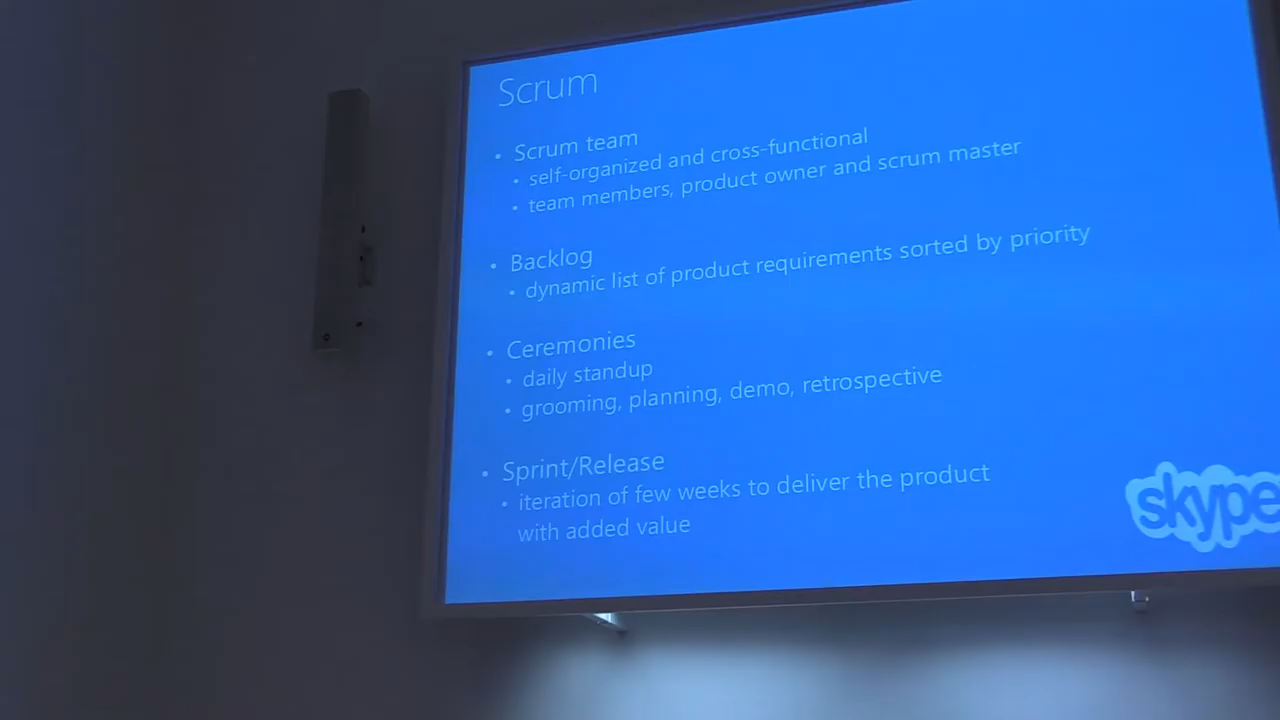 Scrum
• Scrum team
• self-organized and cross-functional
• team members, product owner and scrum master
• Backlog
• dynamic list of product requirements sorted by priority
• Ceremonies
• daily standup
• grooming, planning, demo, retrospective
• Sprint/Release
• iteration of few weeks to deliver the product
with added value
skype